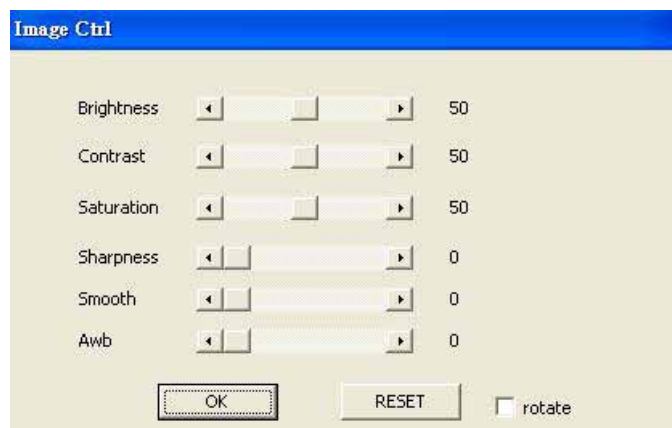 Image Ctrl
Brightness 50
Contrast 50
Saturation 50
Sharpness 0
Smooth 0
Awb 0
OK RESET rotate